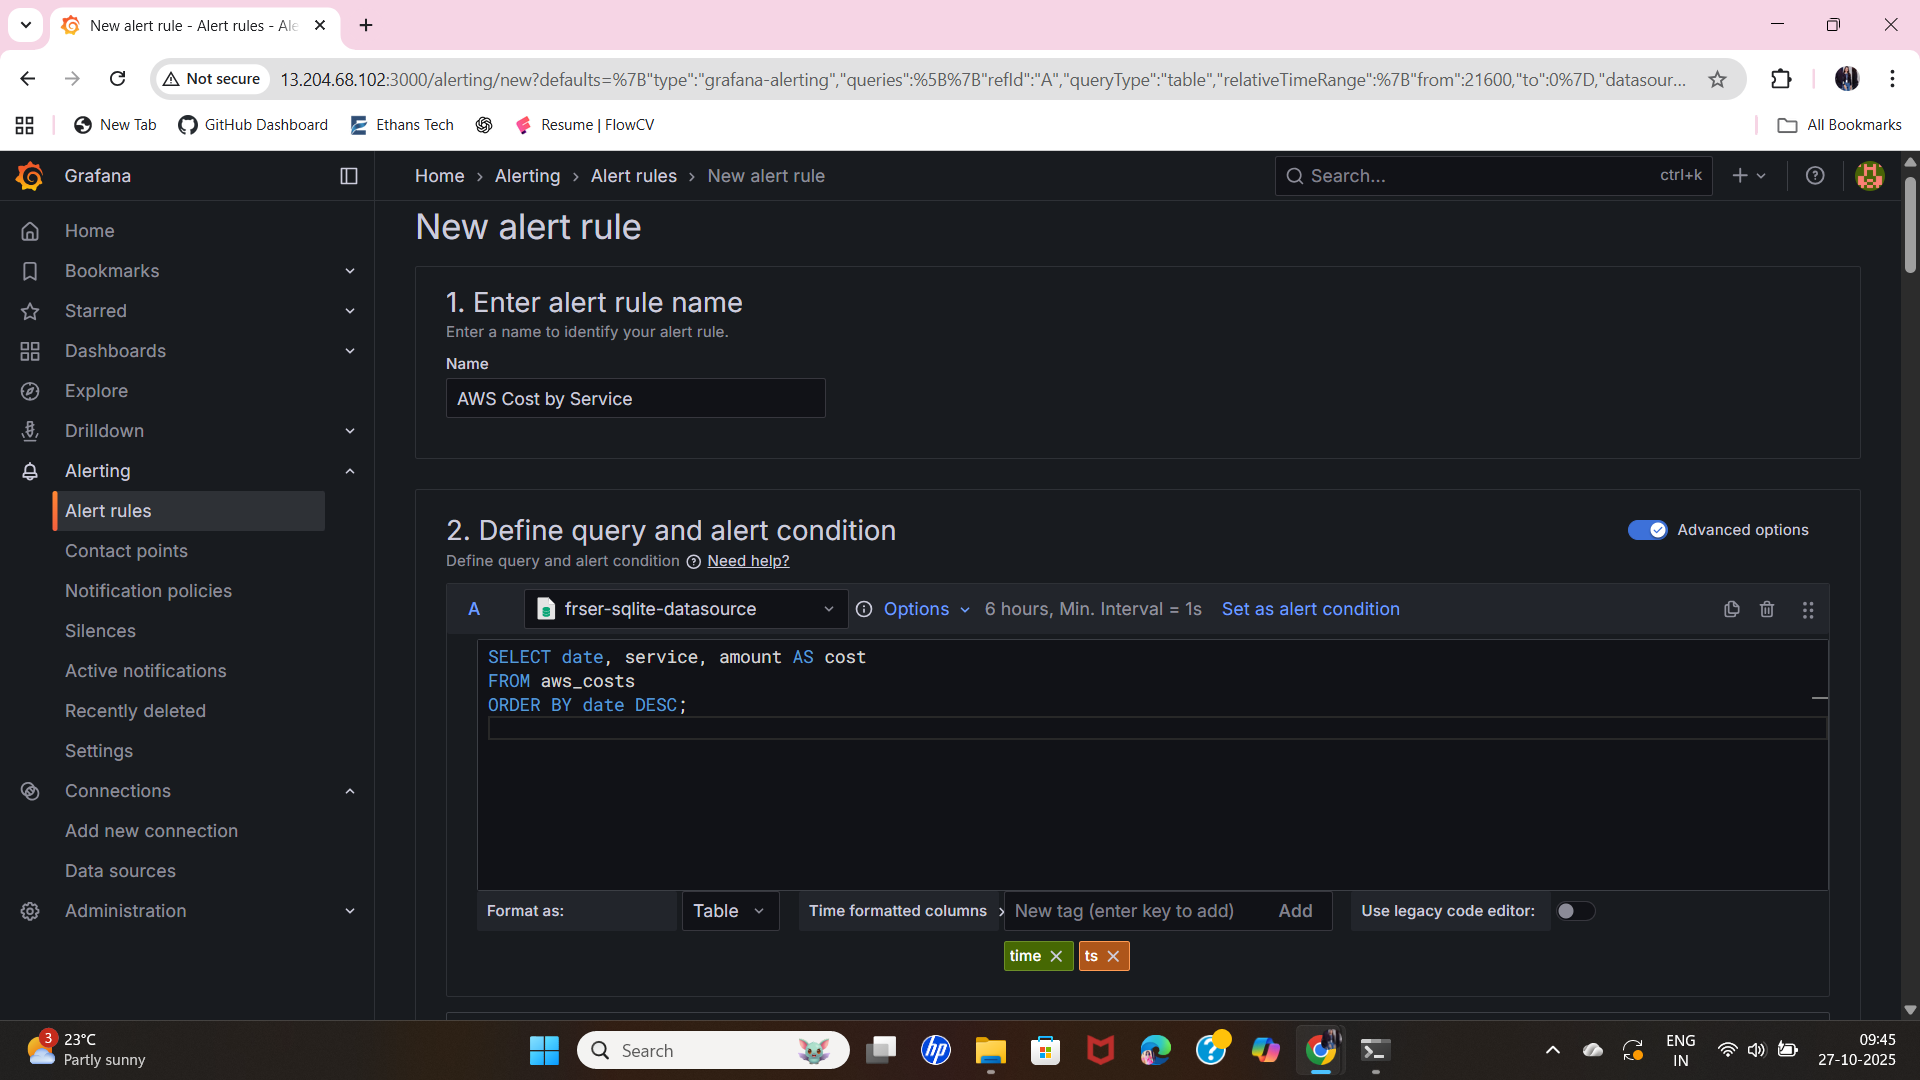 New alert rule - Alert rules - Ale
Not secure
13.204.68.102:3000/alerting/new?defaults=%7B"type":"grafana-alerting","queries":%5B%7B"refId":"A","queryType":"table","relativeTimeRange":%7B"from":21600,"to":0%7D,"datasour...
New Tab
GitHub Dashboard
Ethans Tech
Resume | FlowCV
All Bookmarks
Grafana
Home › Alerting › Alert rules › New alert rule
Search...
ctrl+k
Home
Bookmarks
Starred
Dashboards
Explore
Drilldown
Alerting
Alert rules
Contact points
Notification policies
Silences
Active notifications
Recently deleted
Settings
Connections
Add new connection
Data sources
Administration
New alert rule
1. Enter alert rule name
Enter a name to identify your alert rule.
Name
AWS Cost by Service
2. Define query and alert condition
Advanced options
Define query and alert condition
Need help?
A
frser-sqlite-datasource
Options
6 hours, Min. Interval = 1s
Set as alert condition
SELECT date, service, amount AS cost
FROM aws_costs
ORDER BY date DESC;
Format as:
Table
Time formatted columns
New tag (enter key to add)
Add
Use legacy code editor:
time
ts
3
23°C
Partly sunny
Search
hp
ENG
IN
09:45
27-10-2025